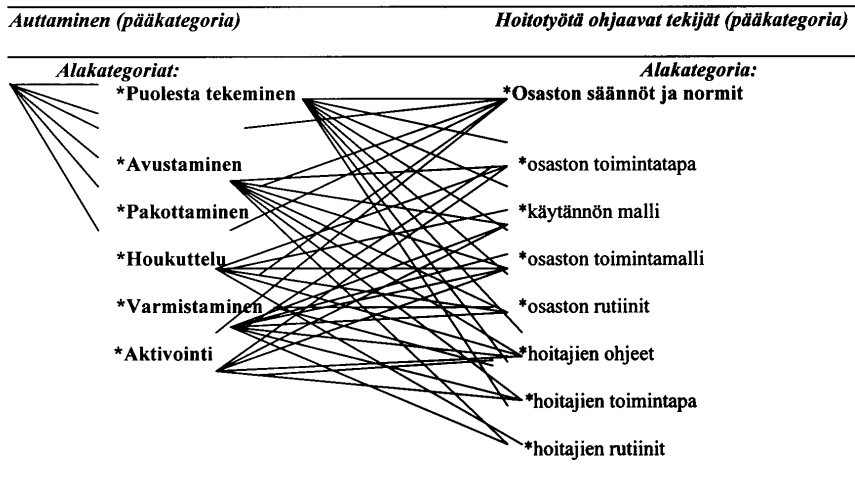 Auttaminen (pääkategoria)
Hoitotyötä ohjaavat tekijät (pääkategoria)
Alakategoriat:
Alakategoria:
*Puolesta tekeminen
*Osaston säännöt ja normit
*Avustaminen
*osaston toimintatapa
*Pakottaminen
*käytännön malli
*Houkuttelu
*osaston toimintamalli
*Varmistaminen
*osaston rutiinit
*Aktivointi
*hoitajien ohjeet
*hoitajien toimintapa
*hoitajien rutiinit